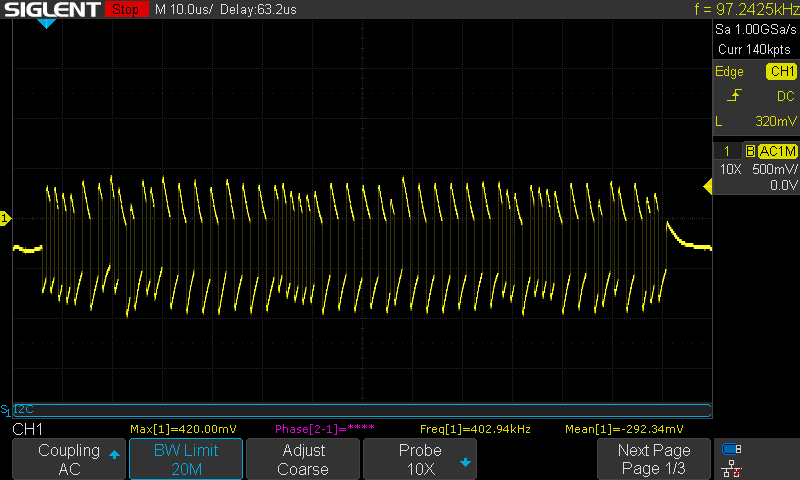 SIGLENT Stop M 10.0us/ Delay:63.2us f = 97.2425kHz
Sa 1.00GSa/s
Curr 140kpts
Edge CH1
DC
L 320mV
1 B AC1M
10X 500mV/
0.0V
1
S1 I2C
CH1 Max[1]=420.00mV Phase[2-1]=**** Freq[1]=402.94kHz Mean[1]=-292.34mV
Coupling BW Limit Adjust Probe Next Page
AC 20M Coarse 10X Page 1/3